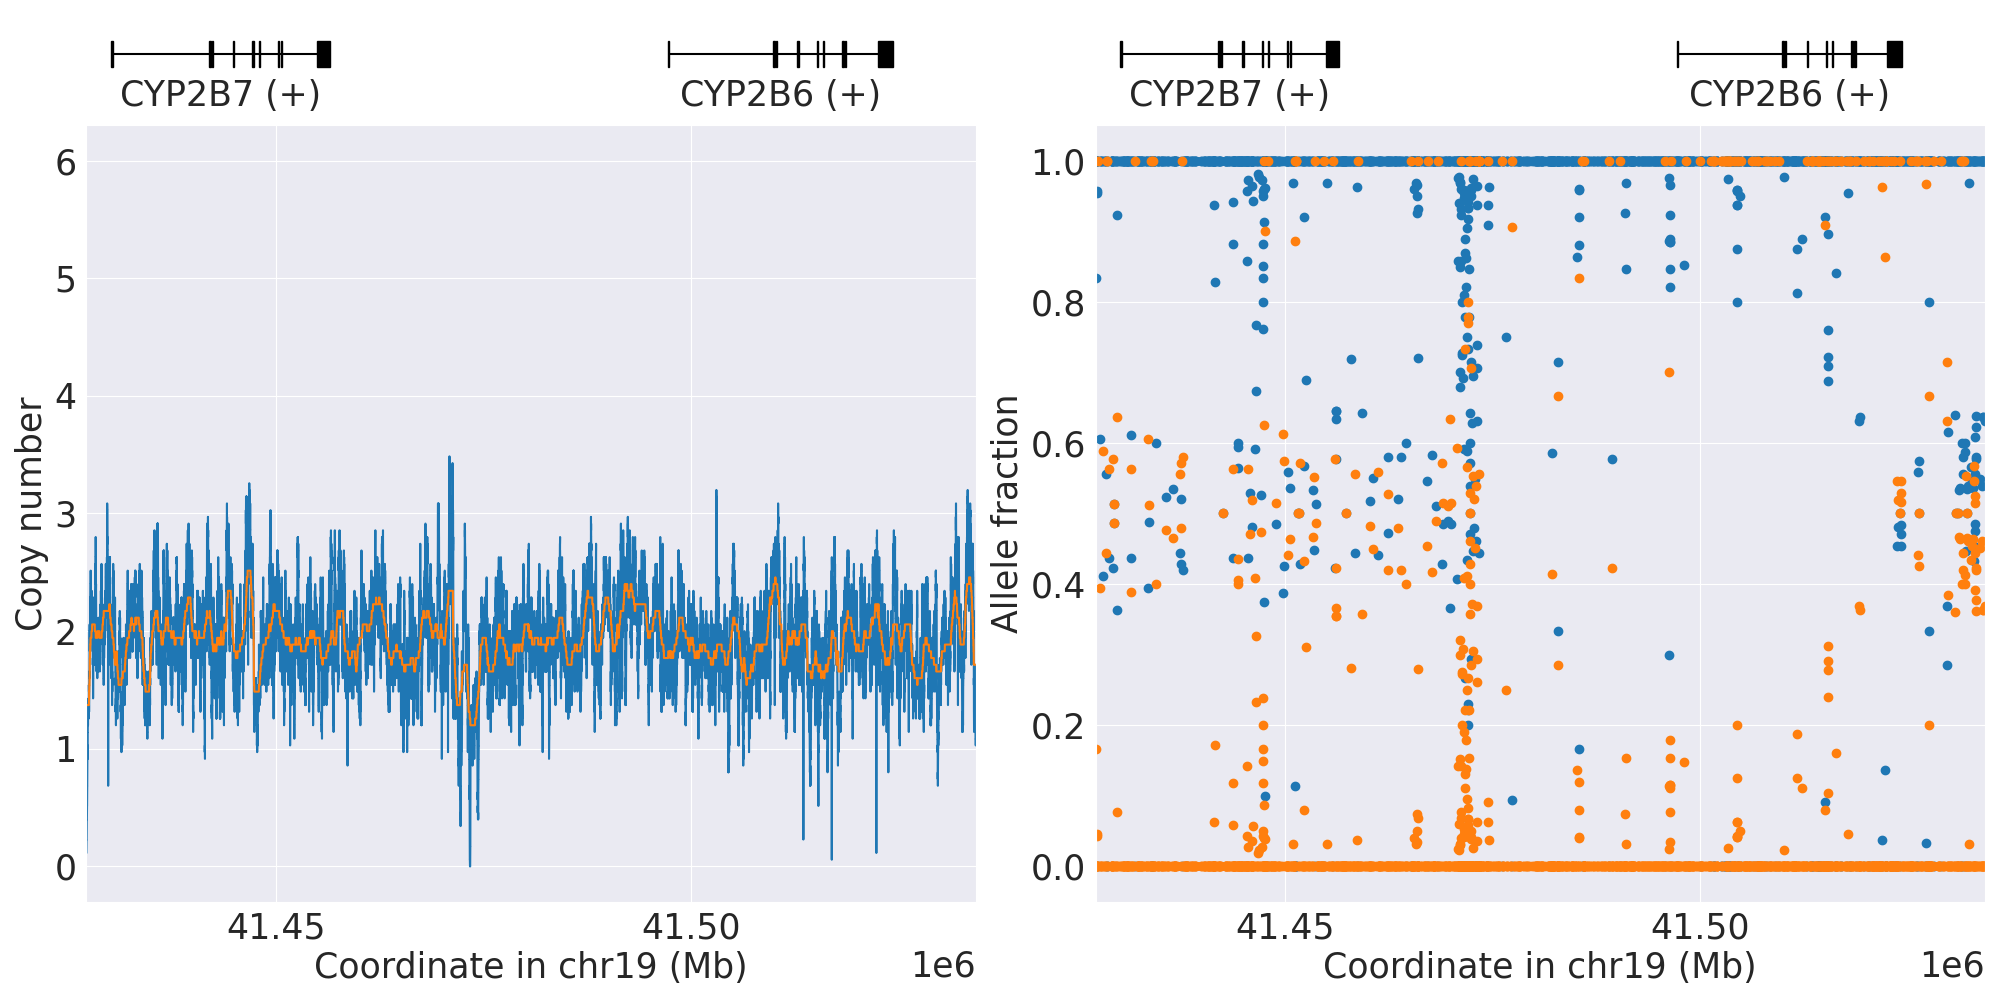 CYP2B7 (+)
CYP2B6 (+)
Copy number
6
5
4
3
2
1
0
41.45
41.50
Coordinate in chr19 (Mb)
1e6
CYP2B7 (+)
CYP2B6 (+)
Allele fraction
1.0
0.8
0.6
0.4
0.2
0.0
41.45
41.50
Coordinate in chr19 (Mb)
1e6